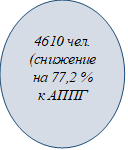 4610 чел.
(снижение
на 77,2 %
к АППГ